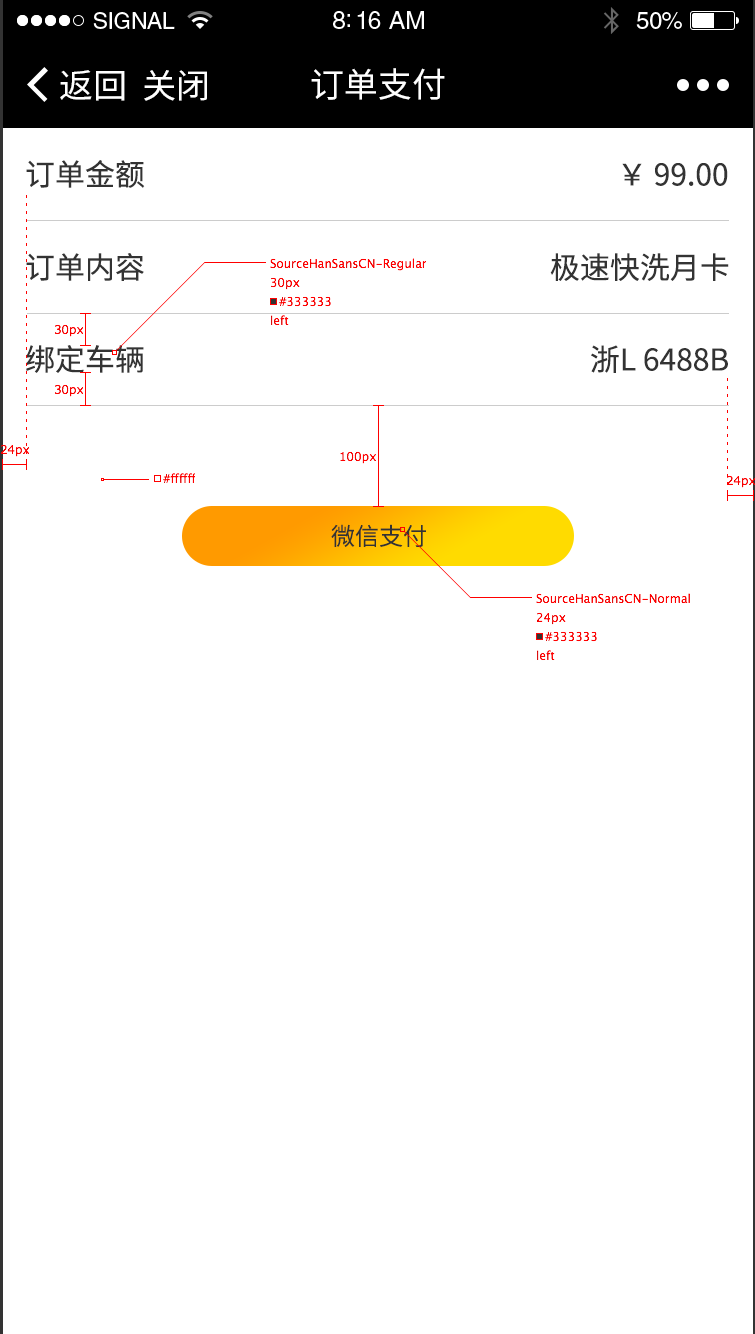 SIGNAL 8:16 AM 50%
返回 关闭 订单支付
订单金额 ¥ 99.00
订单内容 极速快洗月卡
SourceHanSansCN-Regular
30px
#333333
left
30px
绑定车辆 浙L 6488B
30px
24px
100px
#ffffff
24px
微信支付
SourceHanSansCN-Normal
24px
#333333
left